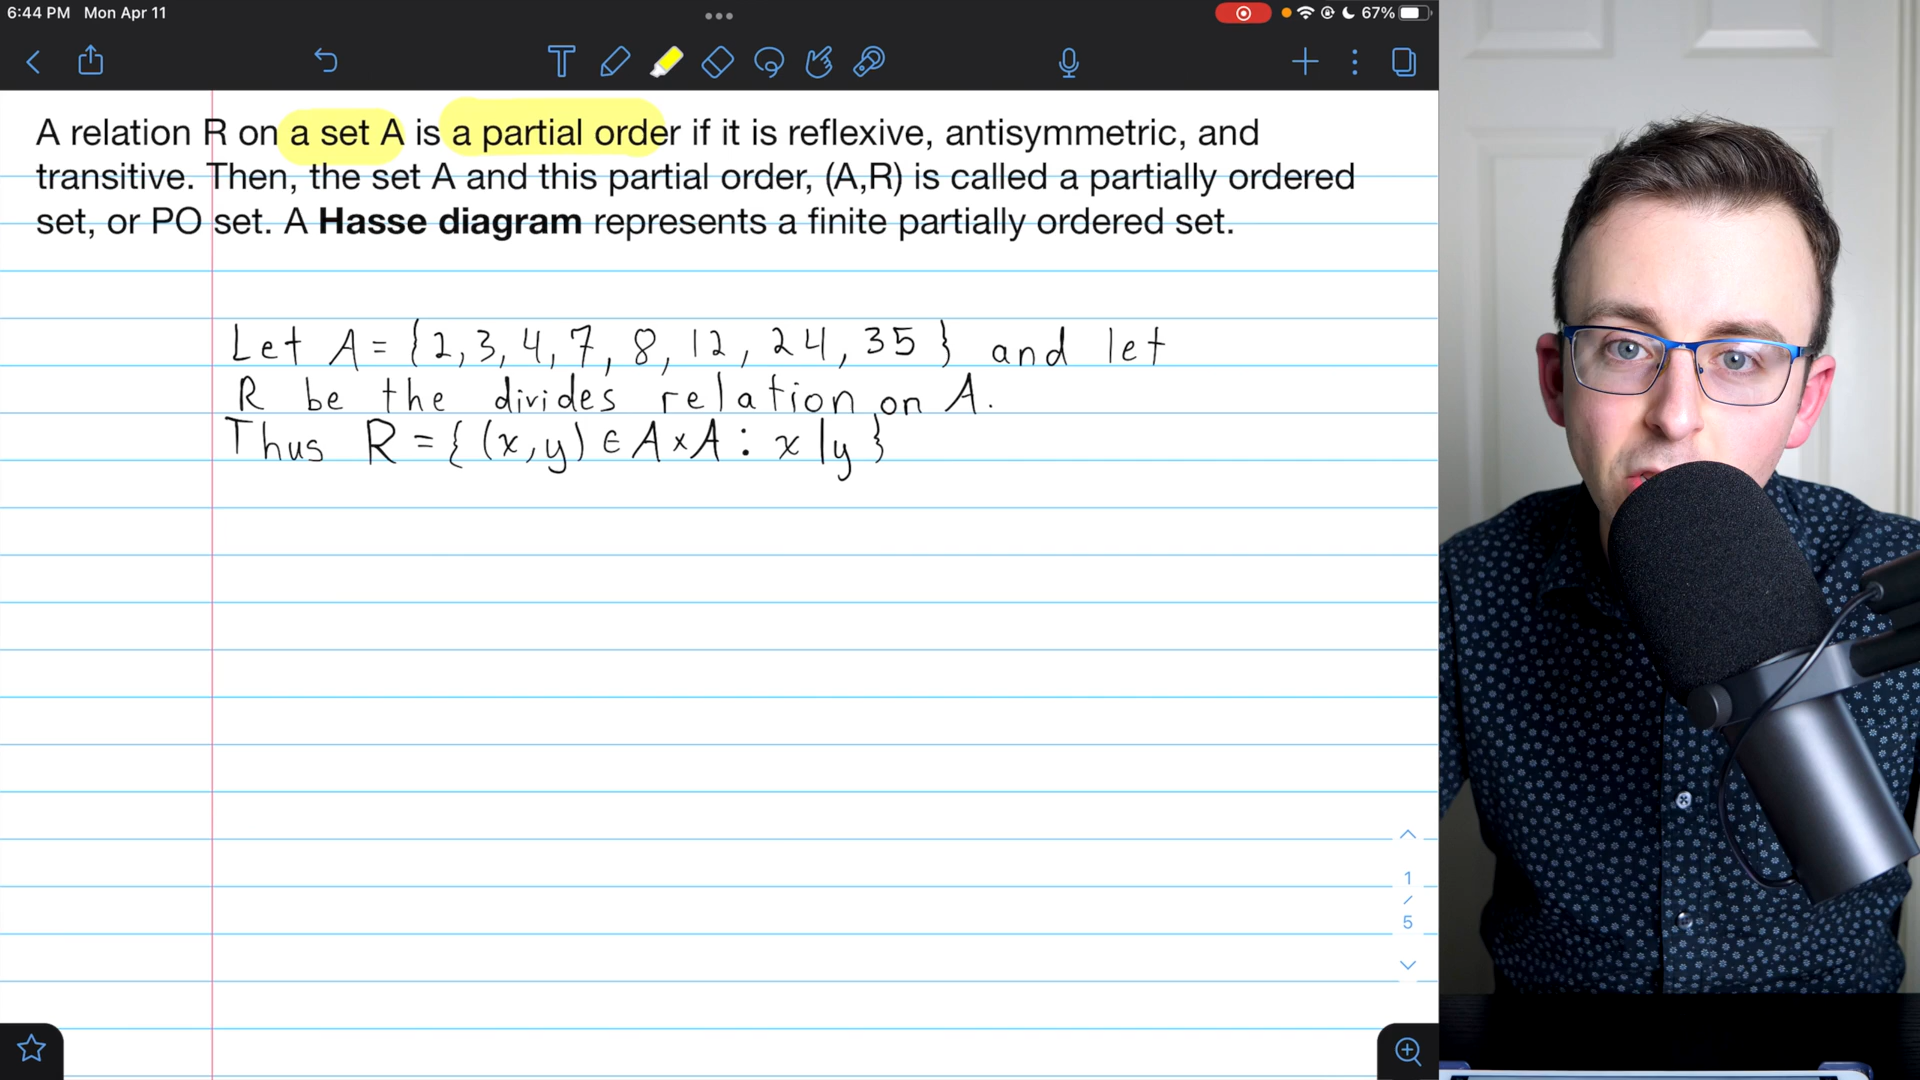 6:44 PM Mon Apr 11
67%
A relation R on a set A is a partial order if it is reflexive, antisymmetric, and
transitive. Then, the set A and this partial order, (A,R) is called a partially ordered
set, or PO set. A Hasse diagram represents a finite partially ordered set.
Let A = {2, 3, 4, 7, 8, 12, 24, 35} and let
R be the divides relation on A.
Thus R = { (x,y) ∈ A × A : x | y }
1
/
5